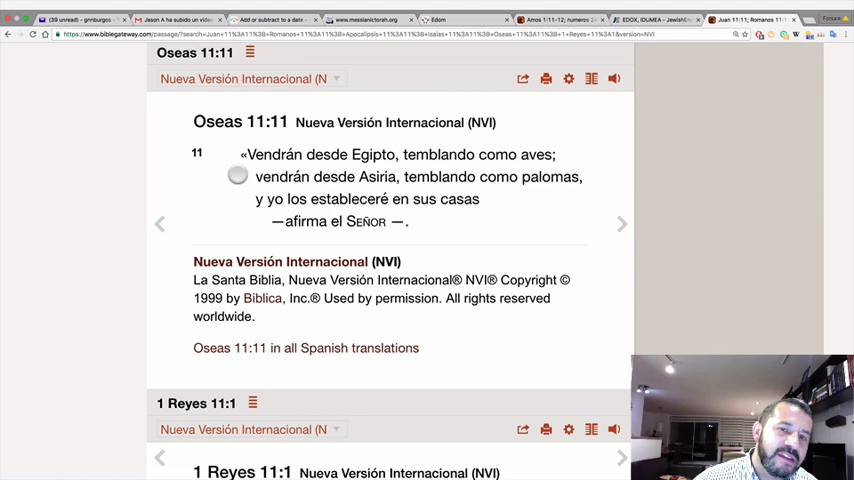 (39 unread) - gnnburgos
Jason A ha subido un vídeo
Add or subtract to a date
www.messianictorah.org
Edom
Amos 1:11-12; numeros 2
EDOX, IDUMEA - JewishEn
Juan 11:11; Romanos 11
https://www.biblegateway.com/passage/?search=Juan+11%3A11%3B+Romanos+11%3A11%3B+Apocalipsis+11%3A11%3B+Isaias+11%3A11%3B+Oseas+11%3A11%3B+1+Reyes+11%3A1&version=NVI
Oseas 11:11
Nueva Versión Internacional (N
Oseas 11:11 Nueva Versión Internacional (NVI)
11 «Vendrán desde Egipto, temblando como aves;
vendrán desde Asiria, temblando como palomas,
y yo los estableceré en sus casas
—afirma el SEÑOR —.
Nueva Versión Internacional (NVI)
La Santa Biblia, Nueva Versión Internacional® NVI® Copyright ©
1999 by Biblica, Inc.® Used by permission. All rights reserved
worldwide.
Oseas 11:11 in all Spanish translations
1 Reyes 11:1
Nueva Versión Internacional (N
1 Reyes 11:1 Nueva Versión Internacional (NVI)